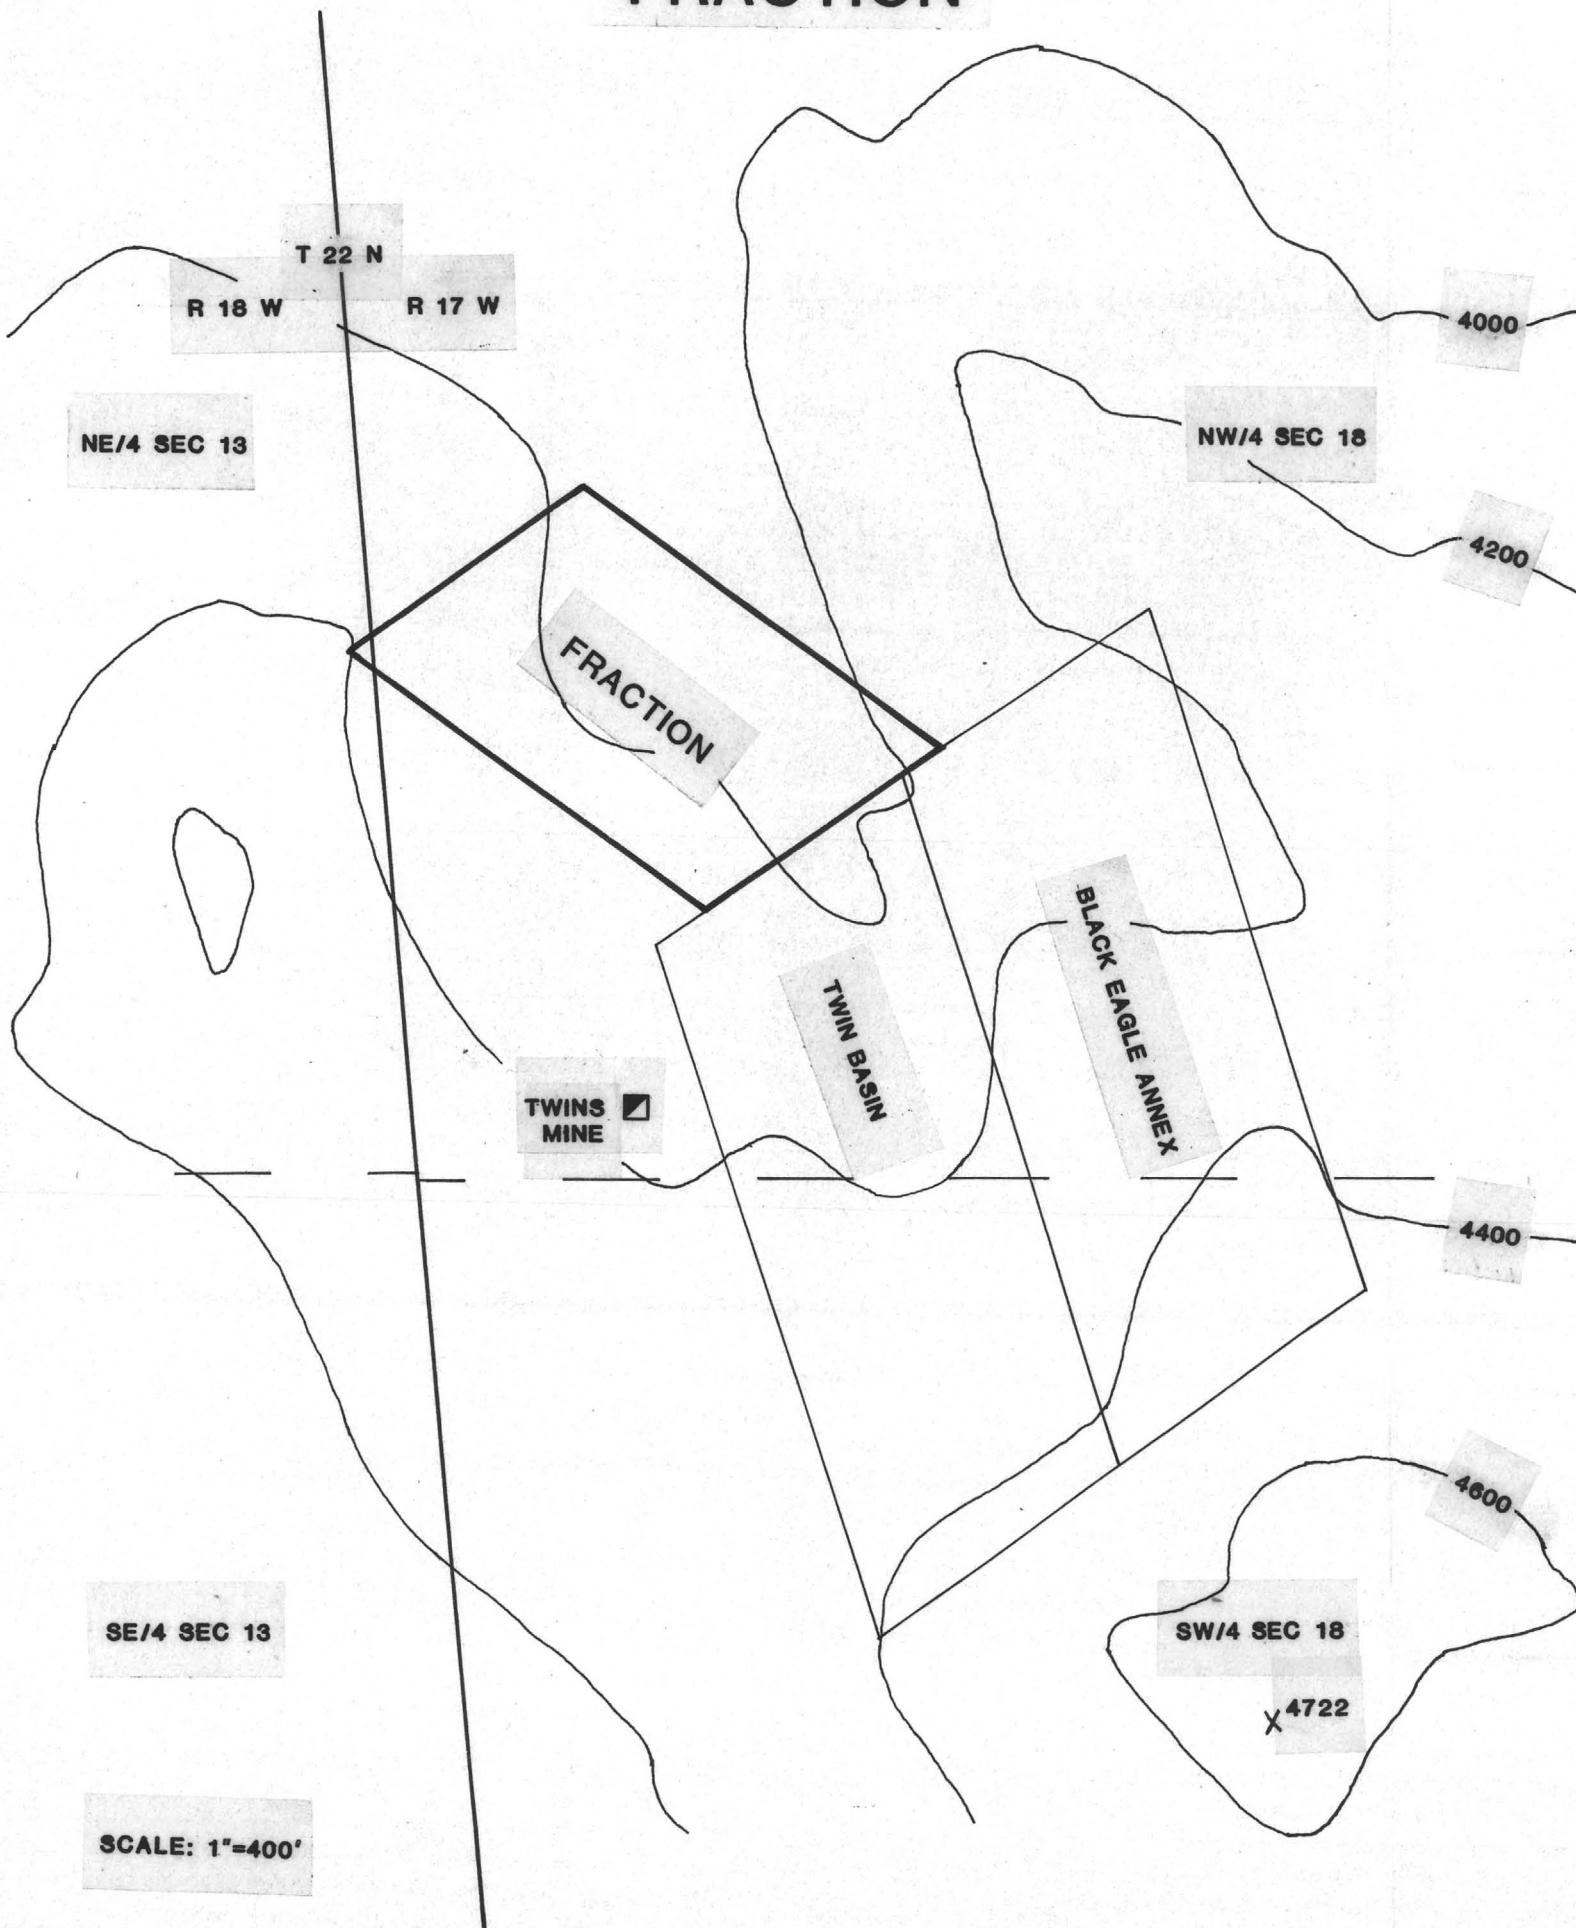 FRACTION
T 22 N
R 18 W R 17 W
4000
NE/4 SEC 13
NW/4 SEC 18
4200
FRACTION
BLACK EAGLE ANNEX
TWIN BASIN
TWINS
MINE
4400
4600
SE/4 SEC 13
SW/4 SEC 18
X 4722
SCALE: 1"=400'